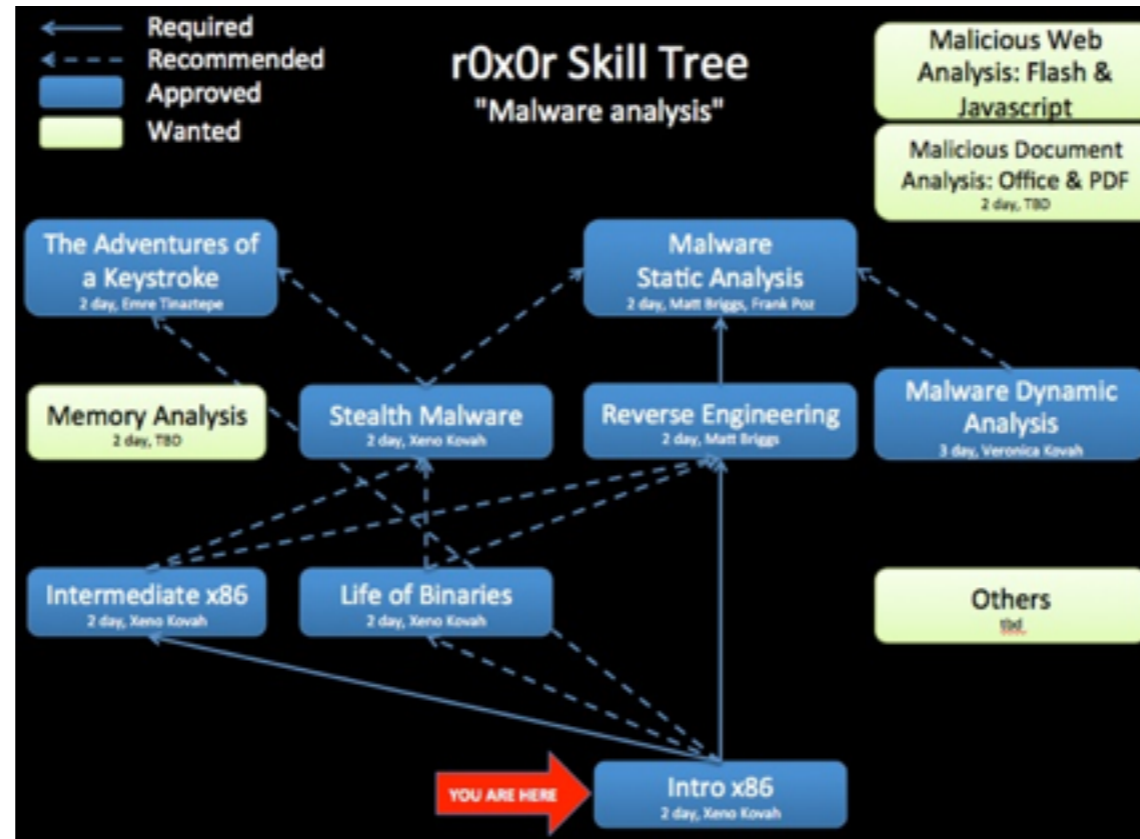 Required
Recommended
Approved
Wanted
r0x0r Skill Tree
"Malware analysis"
Malicious Web
Analysis: Flash &
Javascript
Malicious Document
Analysis: Office & PDF
2 day, TBD
The Adventures of
a Keystroke
2 day, Emre Tinaztepe
Malware
Static Analysis
2 day, Matt Briggs, Frank Poz
Memory Analysis
2 day, TBD
Stealth Malware
2 day, Xeno Kovah
Reverse Engineering
2 day, Matt Briggs
Malware Dynamic
Analysis
3 day, Veronica Kovah
Intermediate x86
2 day, Xeno Kovah
Life of Binaries
2 day, Xeno Kovah
Others
tbd
YOU ARE HERE
Intro x86
2 day, Xeno Kovah